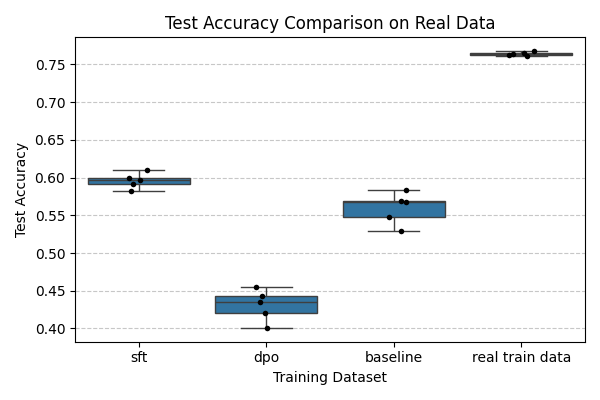 Test Accuracy Comparison on Real Data
Test Accuracy
0.75
0.70
0.65
0.60
0.55
0.50
0.45
0.40
sft dpo baseline real train data
Training Dataset